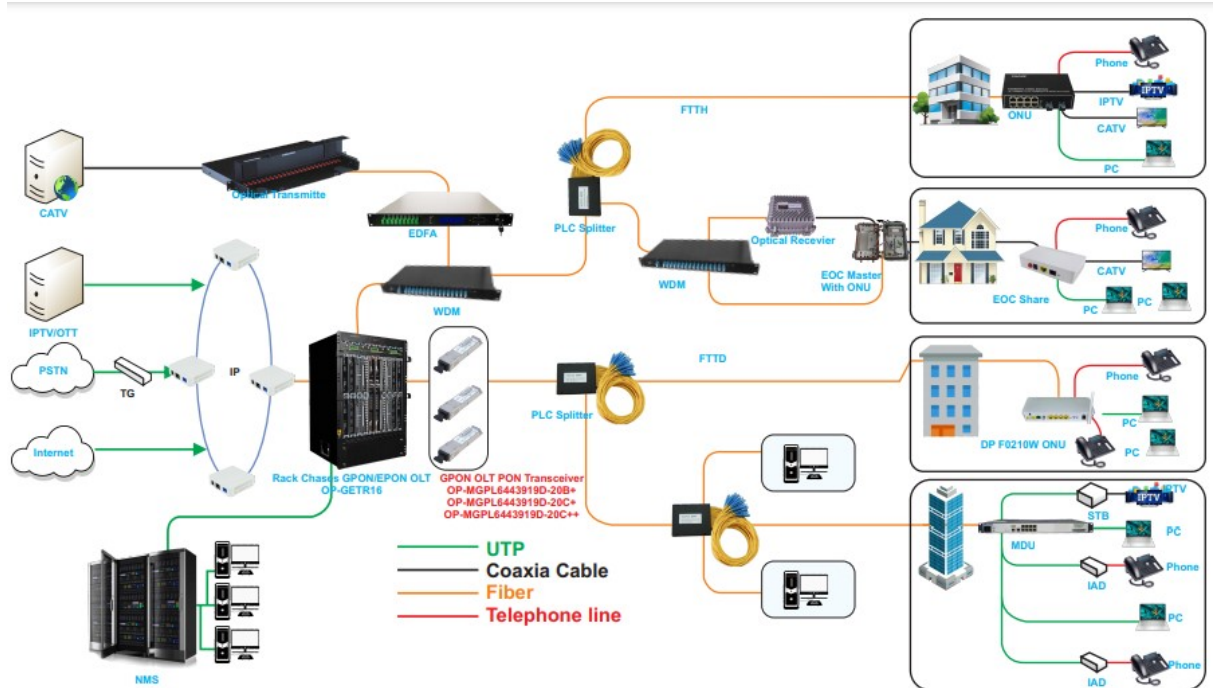 Phone
IPTV
IPTV
CATV
PC
ONU
FTTH
CATV
Optical Transmitte
EDFA
PLC Splitter
WDM
WDM
Optical Recevier
EOC Master
With ONU
Phone
CATV
EOC Share
PC
PC
IPTV/OTT
PSTN
TG
IP
Internet
Rack Chases GPON/EPON OLT
OP-GETR16
GPON OLT PON Transceiver
OP-MGPL6443919D-20B+
OP-MGPL6443919D-20C+
OP-MGPL6443919D-20C++
PLC Splitter
FTTD
Phone
PC
PC
DP F0210W ONU
UTP
Coaxia Cable
Fiber
Telephone line
NMS
IPTV
IPTV
STB
MDU
PC
Phone
IAD
PC
Phone
IAD